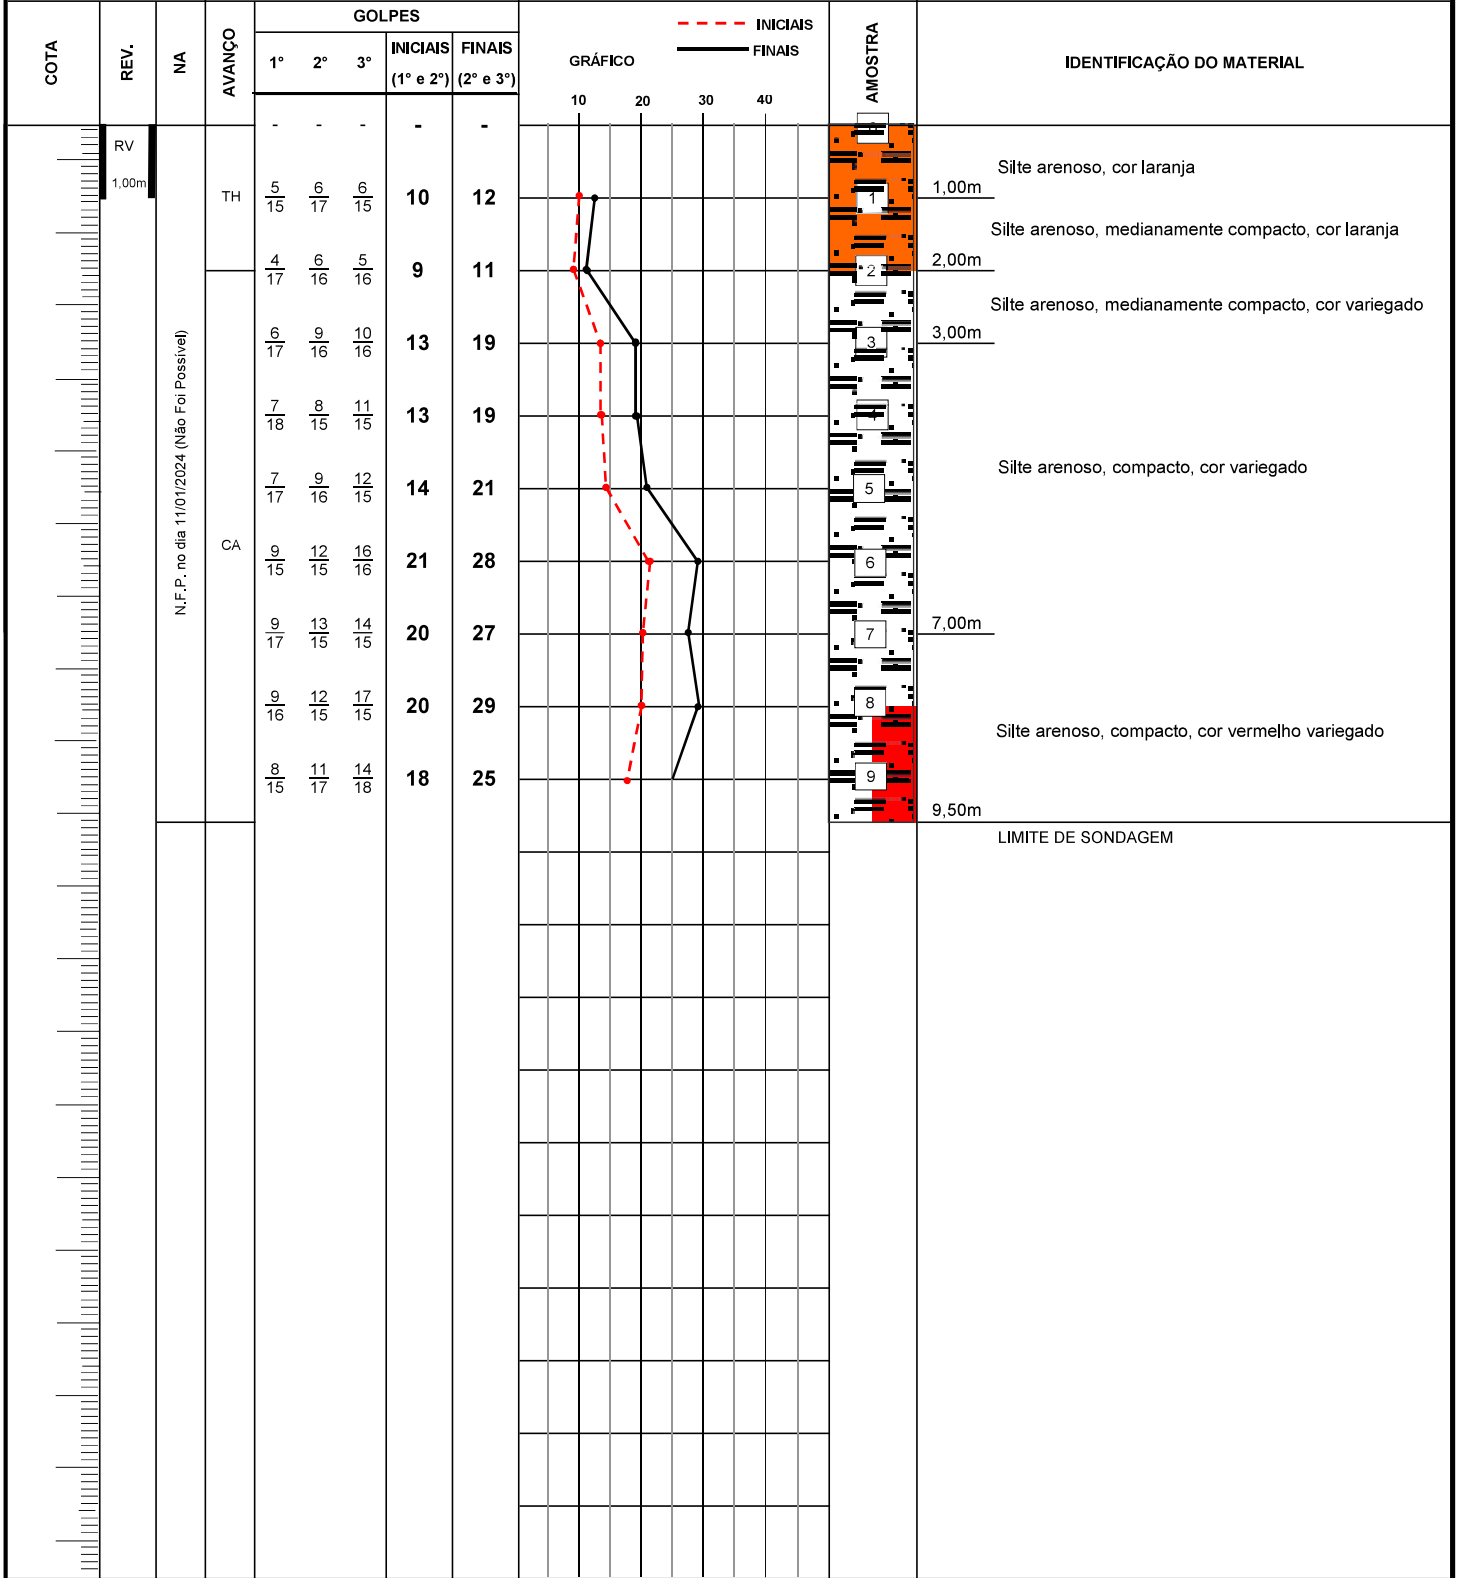 COTA
REV.
NA
AVANÇO
GOLPES
1° 2° 3° INICIAIS (1° e 2°) FINAIS (2° e 3°)
GRÁFICO
INICIAIS
FINAIS
10 20 30 40
AMOSTRA
IDENTIFICAÇÃO DO MATERIAL
- - - - -
RV
1,00m
TH
CA
N.F.P. no dia 11/01/2024 (Não Foi Possível)
5/15 6/17 6/15 10 12
4/17 6/16 5/16 9 11
6/17 9/16 10/16 13 19
7/18 8/15 11/15 13 19
7/17 9/16 12/15 14 21
9/15 12/15 16/16 21 28
9/17 13/15 14/15 20 27
9/16 12/15 17/15 20 29
8/15 11/17 14/18 18 25
1
2
3
4
5
6
7
8
9
Silte arenoso, cor laranja
1,00m
Silte arenoso, medianamente compacto, cor laranja
2,00m
Silte arenoso, medianamente compacto, cor variegado
3,00m
Silte arenoso, compacto, cor variegado
7,00m
Silte arenoso, compacto, cor vermelho variegado
9,50m
LIMITE DE SONDAGEM